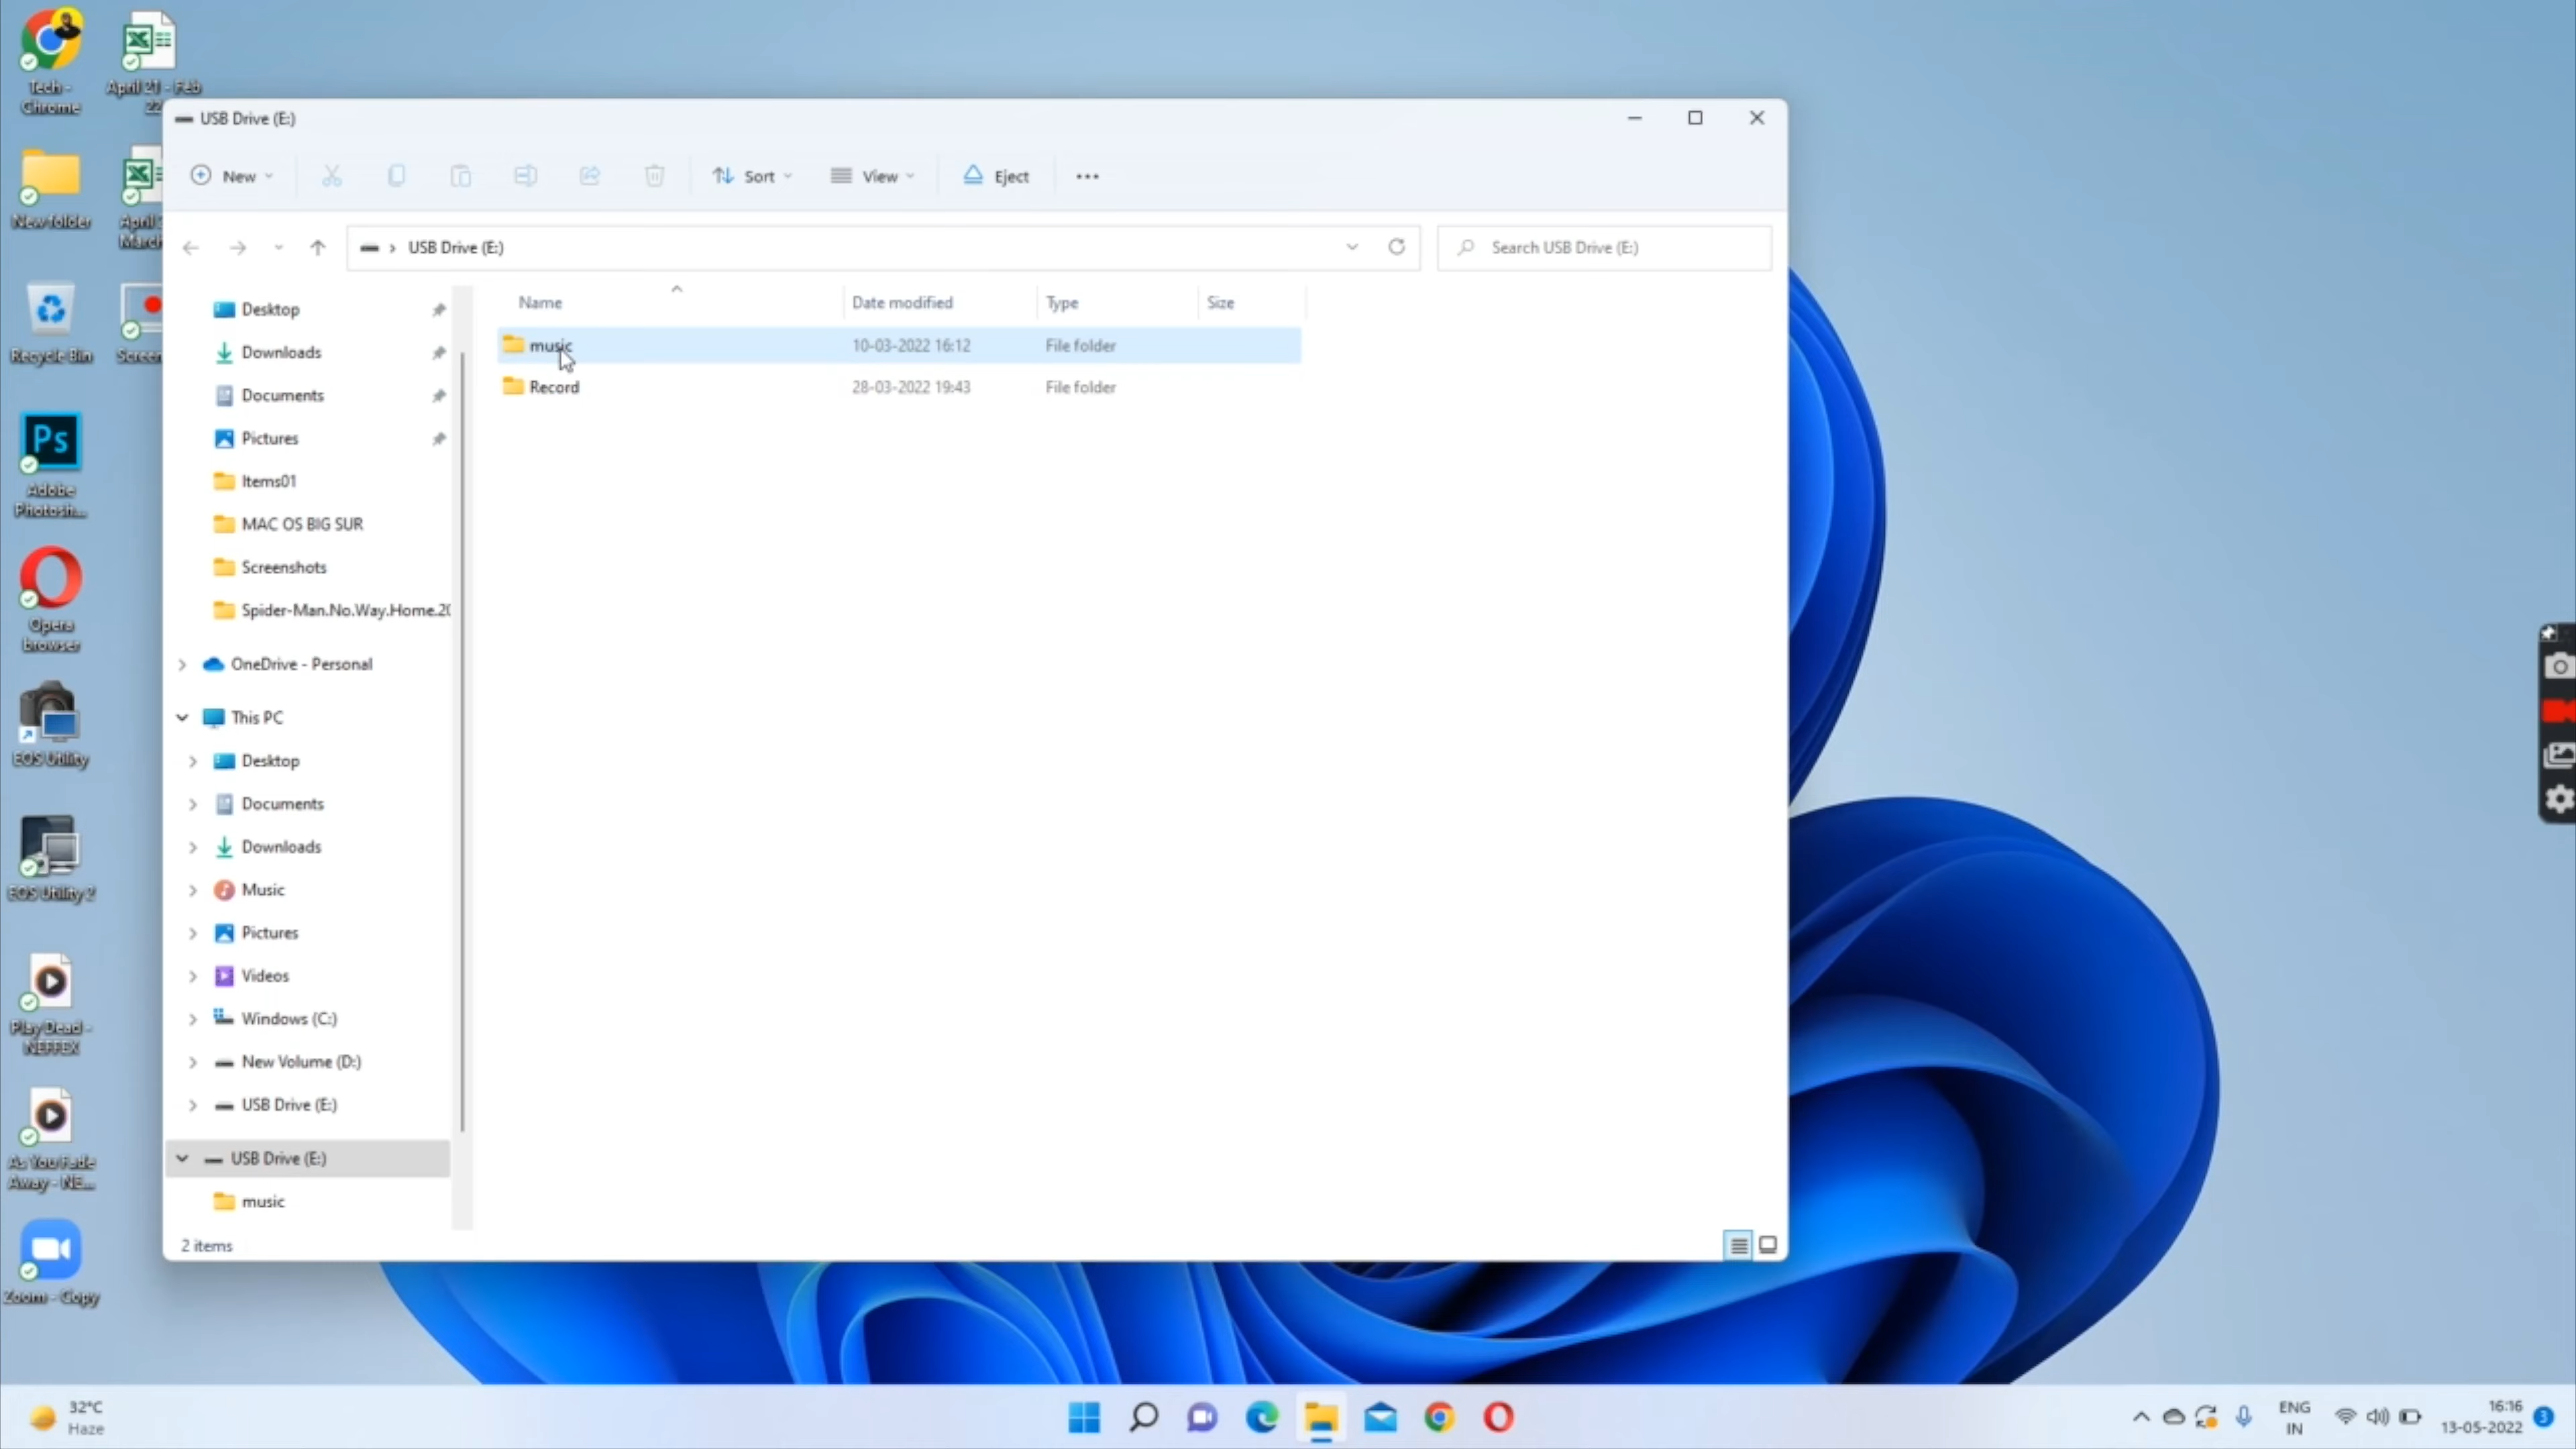 Tech -
Chrome
April 21 - Feb
22
New folder
April
March
Recycle Bin
Screen
Ps
Adobe
Photosh...
Opera
browser
EOS Utility
EOS Utility 2
Play Dead -
NEFFEX
As You Fade
Away - NE...
Zoom - Copy
USB Drive (E:)
New
Sort
View
Eject
USB Drive (E:)
Search USB Drive (E:)
Name Date modified Type Size
music 10-03-2022 16:12 File folder
Record 28-03-2022 19:43 File folder
Desktop
Downloads
Documents
Pictures
Items01
MAC OS BIG SUR
Screenshots
Spider-Man.No.Way.Home.20
OneDrive - Personal
This PC
Desktop
Documents
Downloads
Music
Pictures
Videos
Windows (C:)
New Volume (D:)
USB Drive (E:)
USB Drive (E:)
music
2 items
32°C
Haze
ENG
IN
16:16
13-05-2022
3